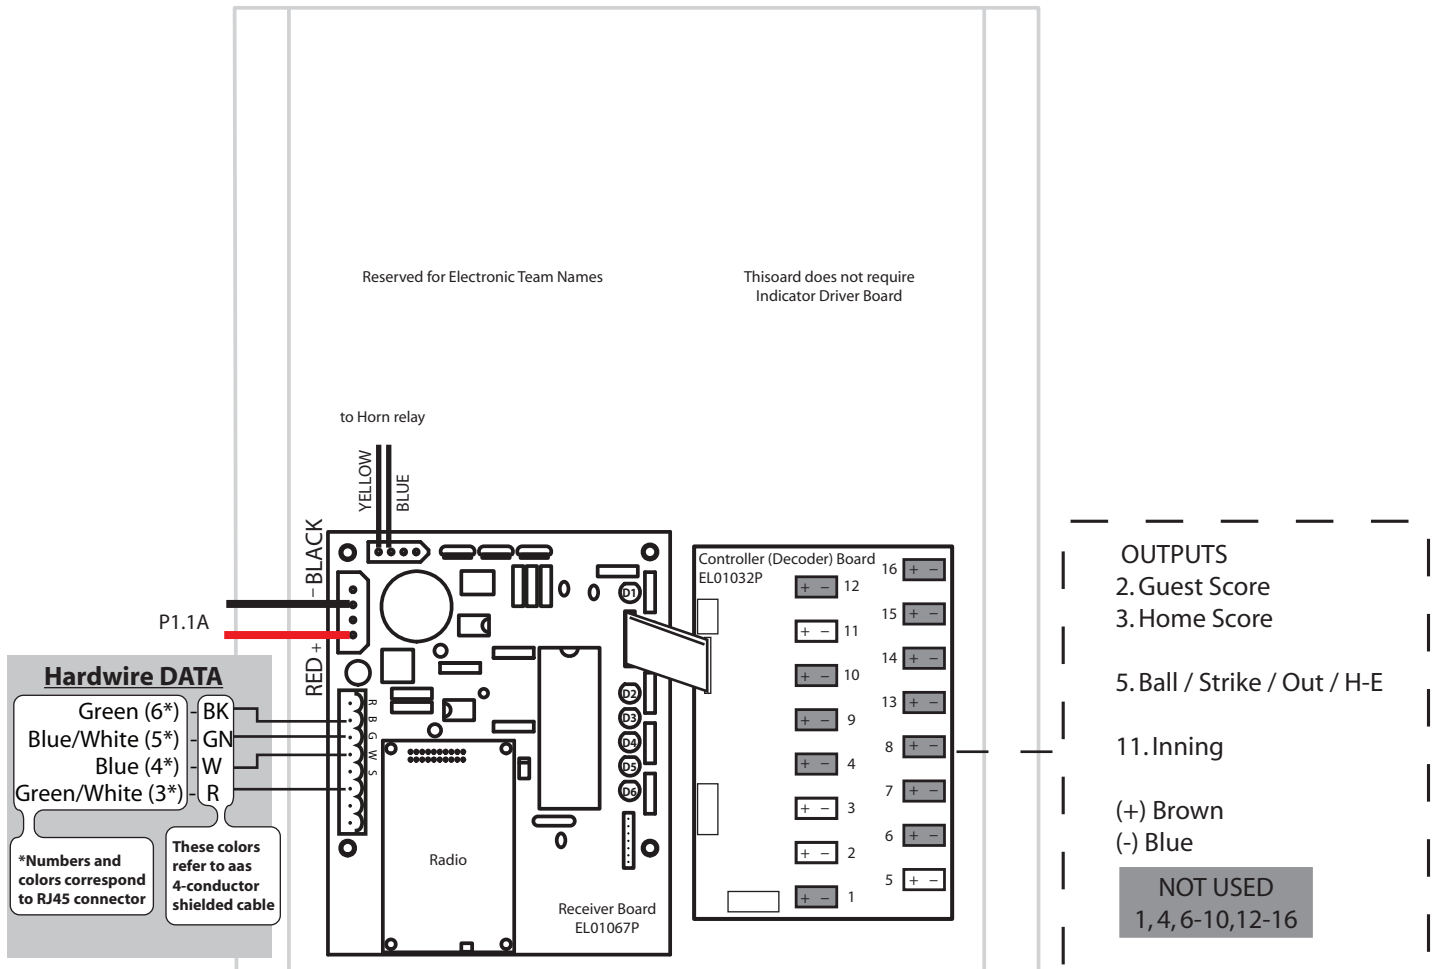 Reserved for Electronic Team Names
Thisoard does not require
Indicator Driver Board
to Horn relay
YELLOW
BLUE
– BLACK
RED +
P1.1A
Hardwire DATA
Green (6*) - BK
Blue/White (5*) - GN
Blue (4*) - W
Green/White (3*) - R
*Numbers and
colors correspond
to RJ45 connector
These colors
refer to aas
4-conductor
shielded cable
R
B
G
W
S
D1
D2
D3
D4
D5
D6
Radio
Receiver Board
EL01067P
Controller (Decoder) Board
EL01032P
+ − 12
+ − 11
+ − 10
+ − 9
+ − 4
+ − 3
+ − 2
+ − 1
16 + −
15 + −
14 + −
13 + −
8 + −
7 + −
6 + −
5 + −
OUTPUTS
2. Guest Score
3. Home Score
5. Ball / Strike / Out / H-E
11. Inning
(+) Brown
(-) Blue
NOT USED
1, 4, 6-10,12-16